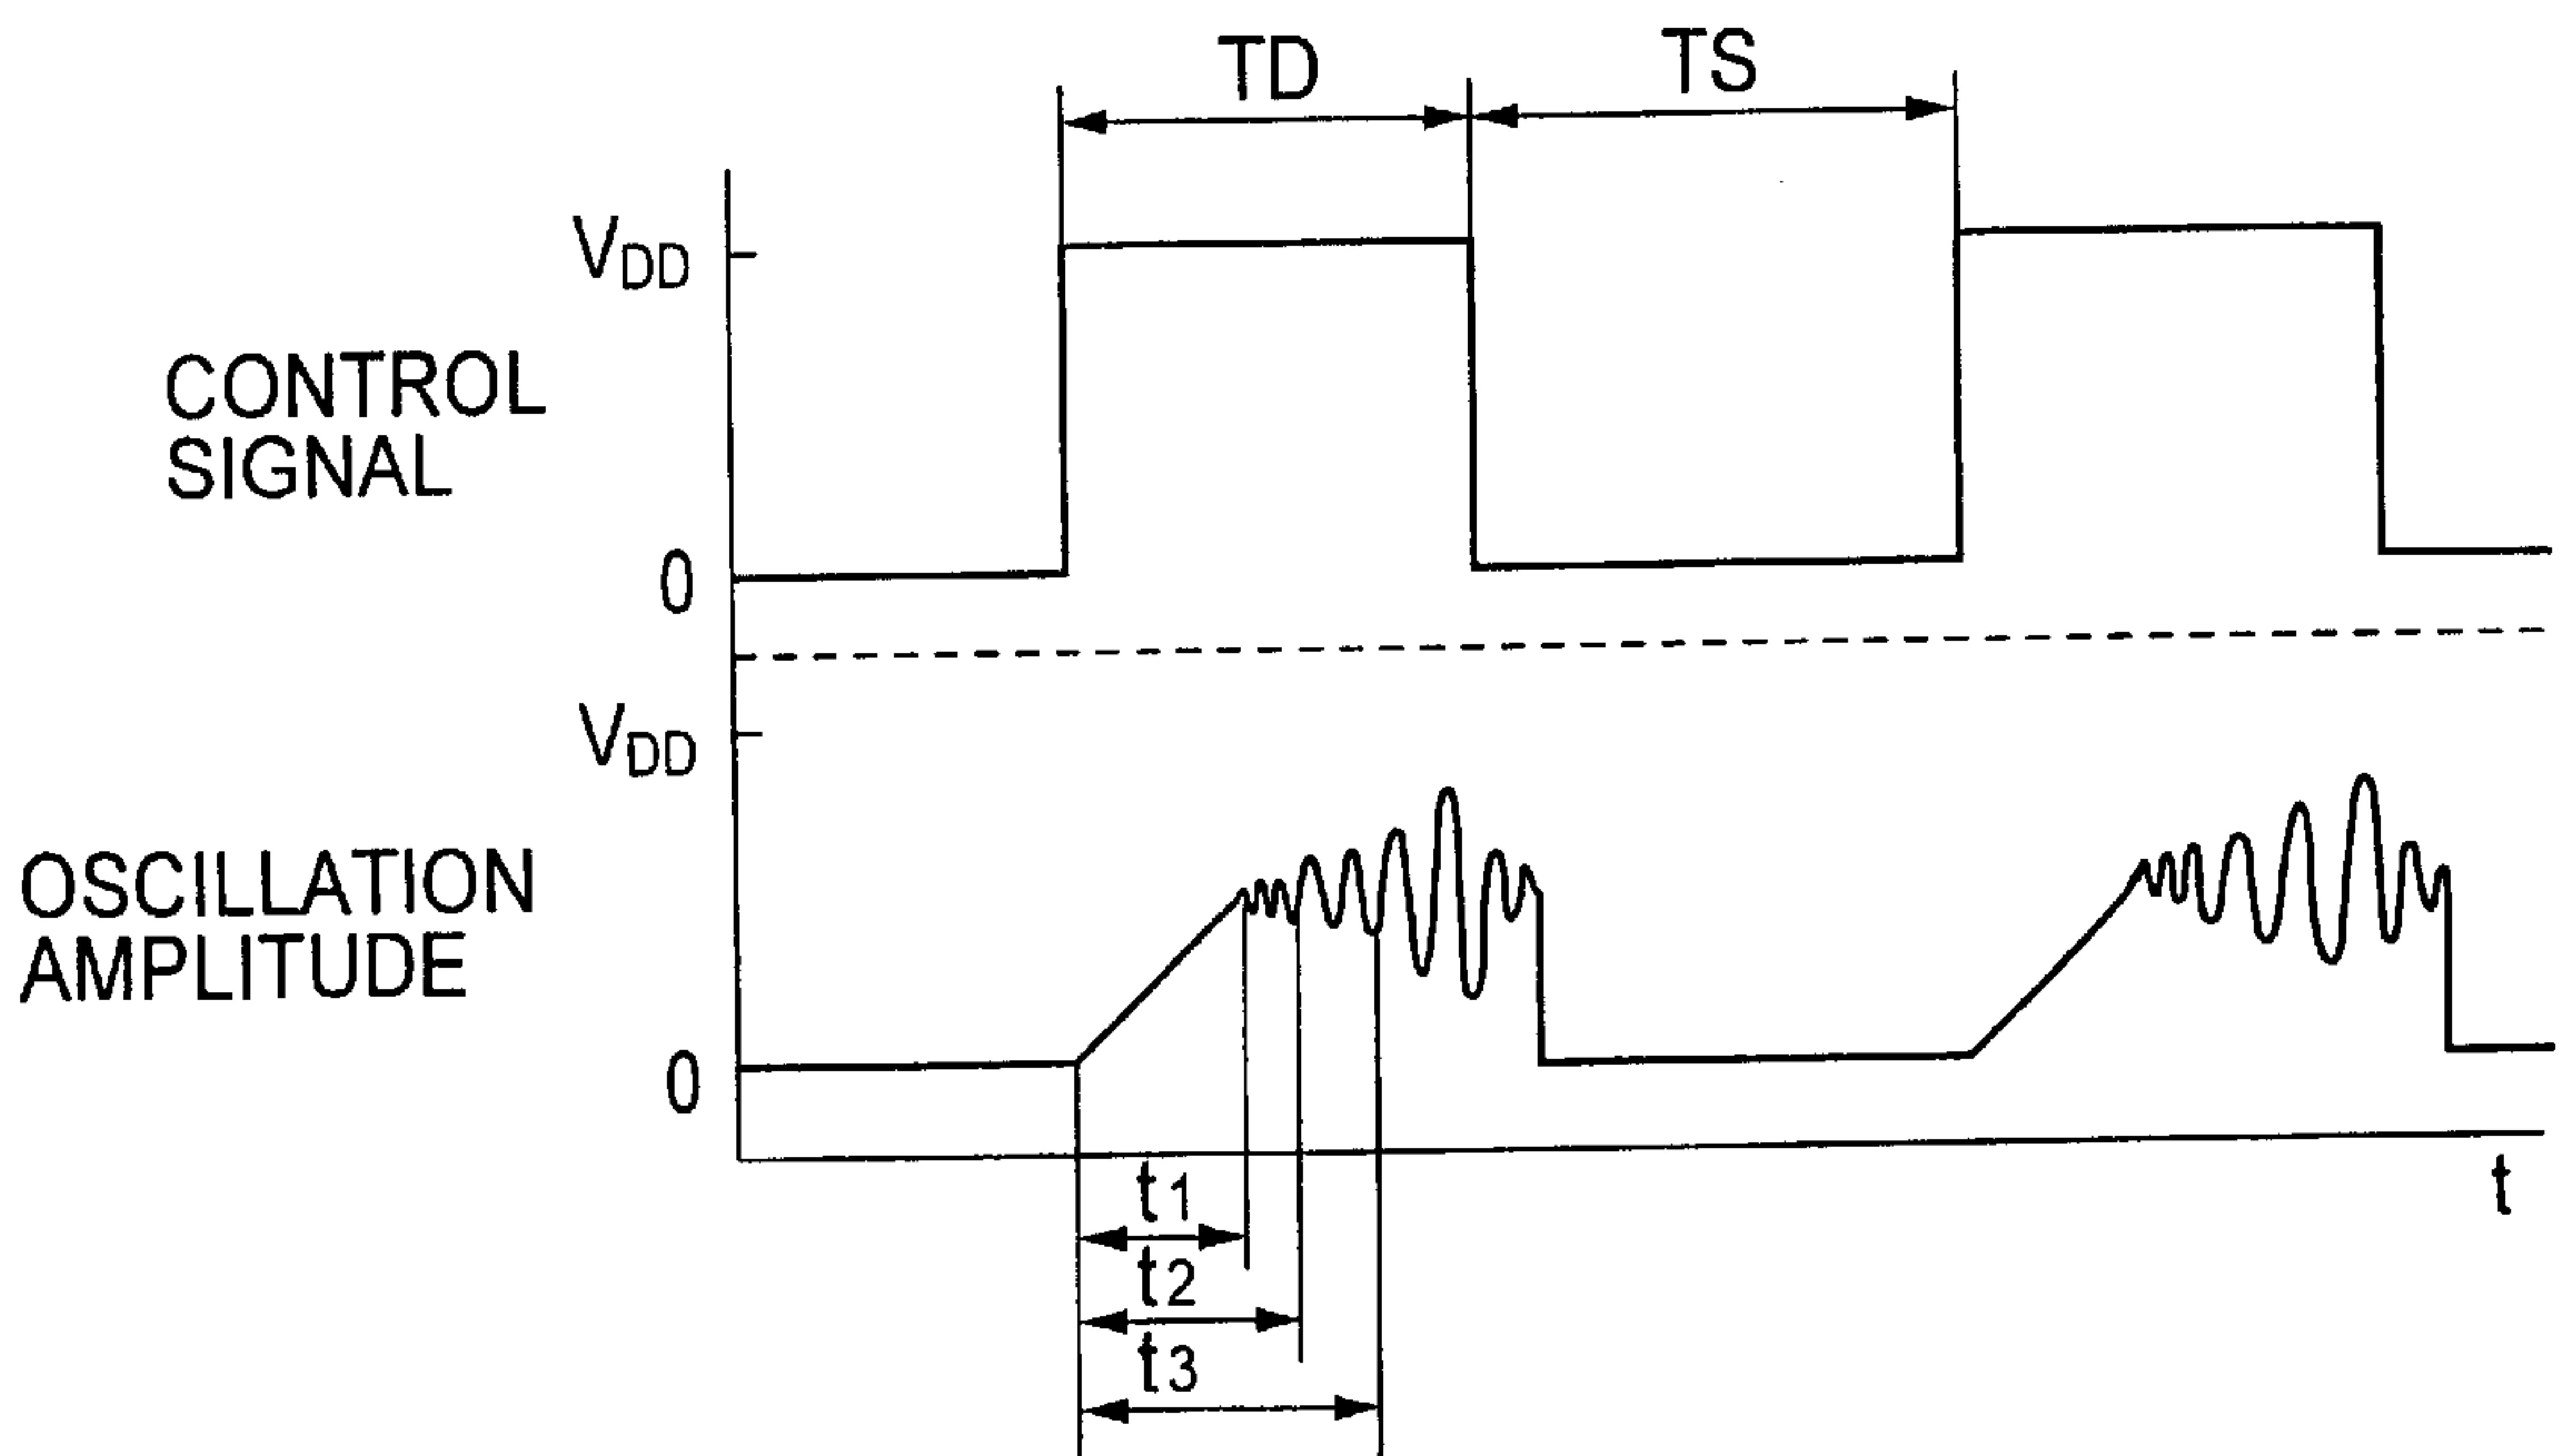 TD
TS
VDD
CONTROL
SIGNAL
0
VDD
OSCILLATION
AMPLITUDE
0
t
t1
t2
t3